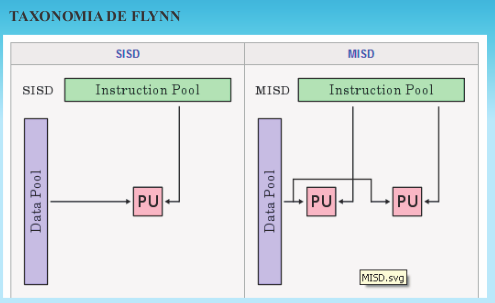 TAXONOMIA DE FLYNN
SISD
MISD
SISD
Instruction Pool
Data Pool
PU
MISD
Instruction Pool
Data Pool
PU
PU
MISD.svg